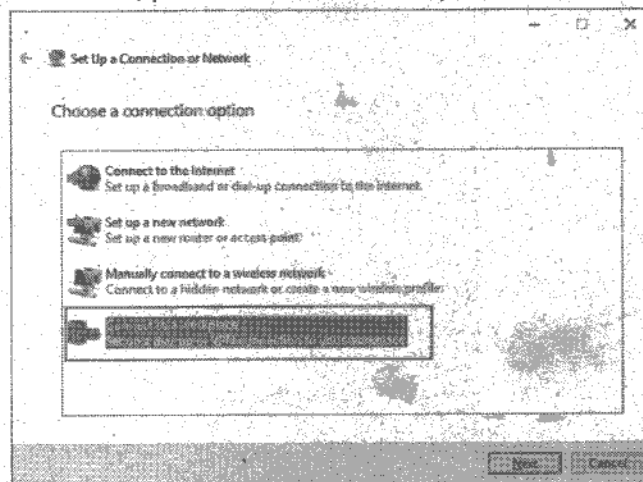 Set Up a Connection or Network
Choose a connection option
Connect to the Internet
Set up a broadband or dial-up connection to the Internet.
Set up a new network
Set up a new router or access point.
Manually connect to a wireless network
Connect to a hidden network or create a new wireless profile.
Next
Cancel